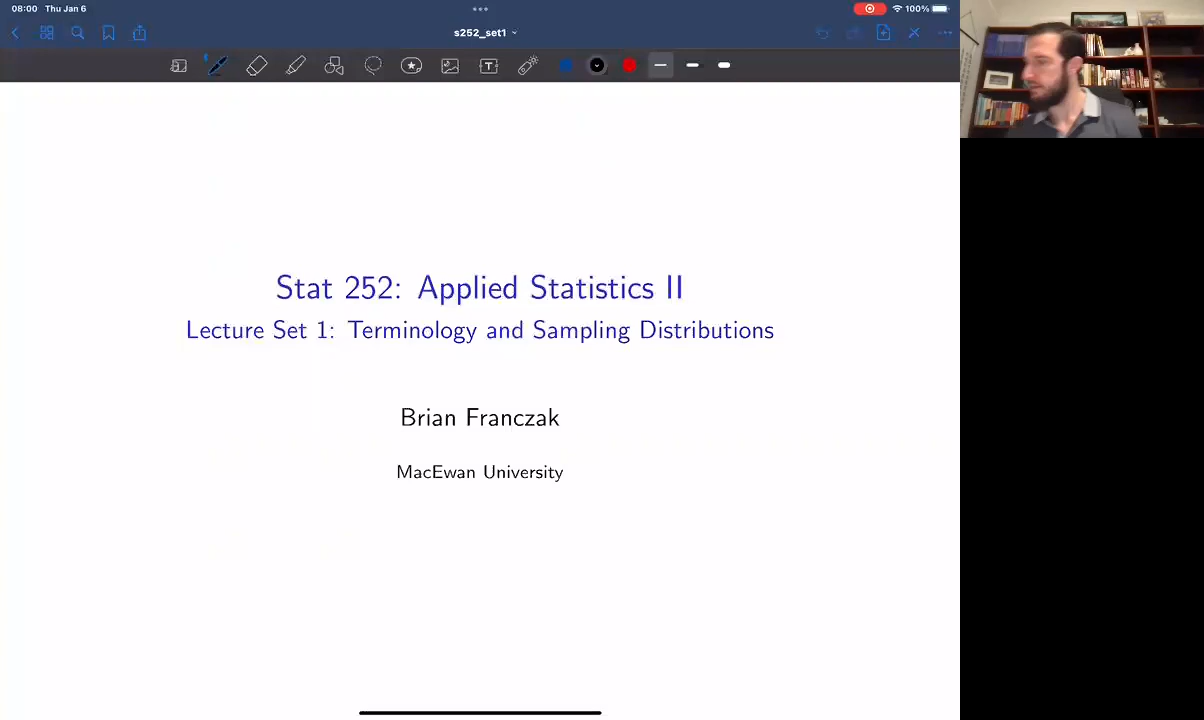 08:00 Thu Jan 6
100%
s252_set1
T
Stat 252: Applied Statistics II
Lecture Set 1: Terminology and Sampling Distributions
Brian Franczak
MacEwan University